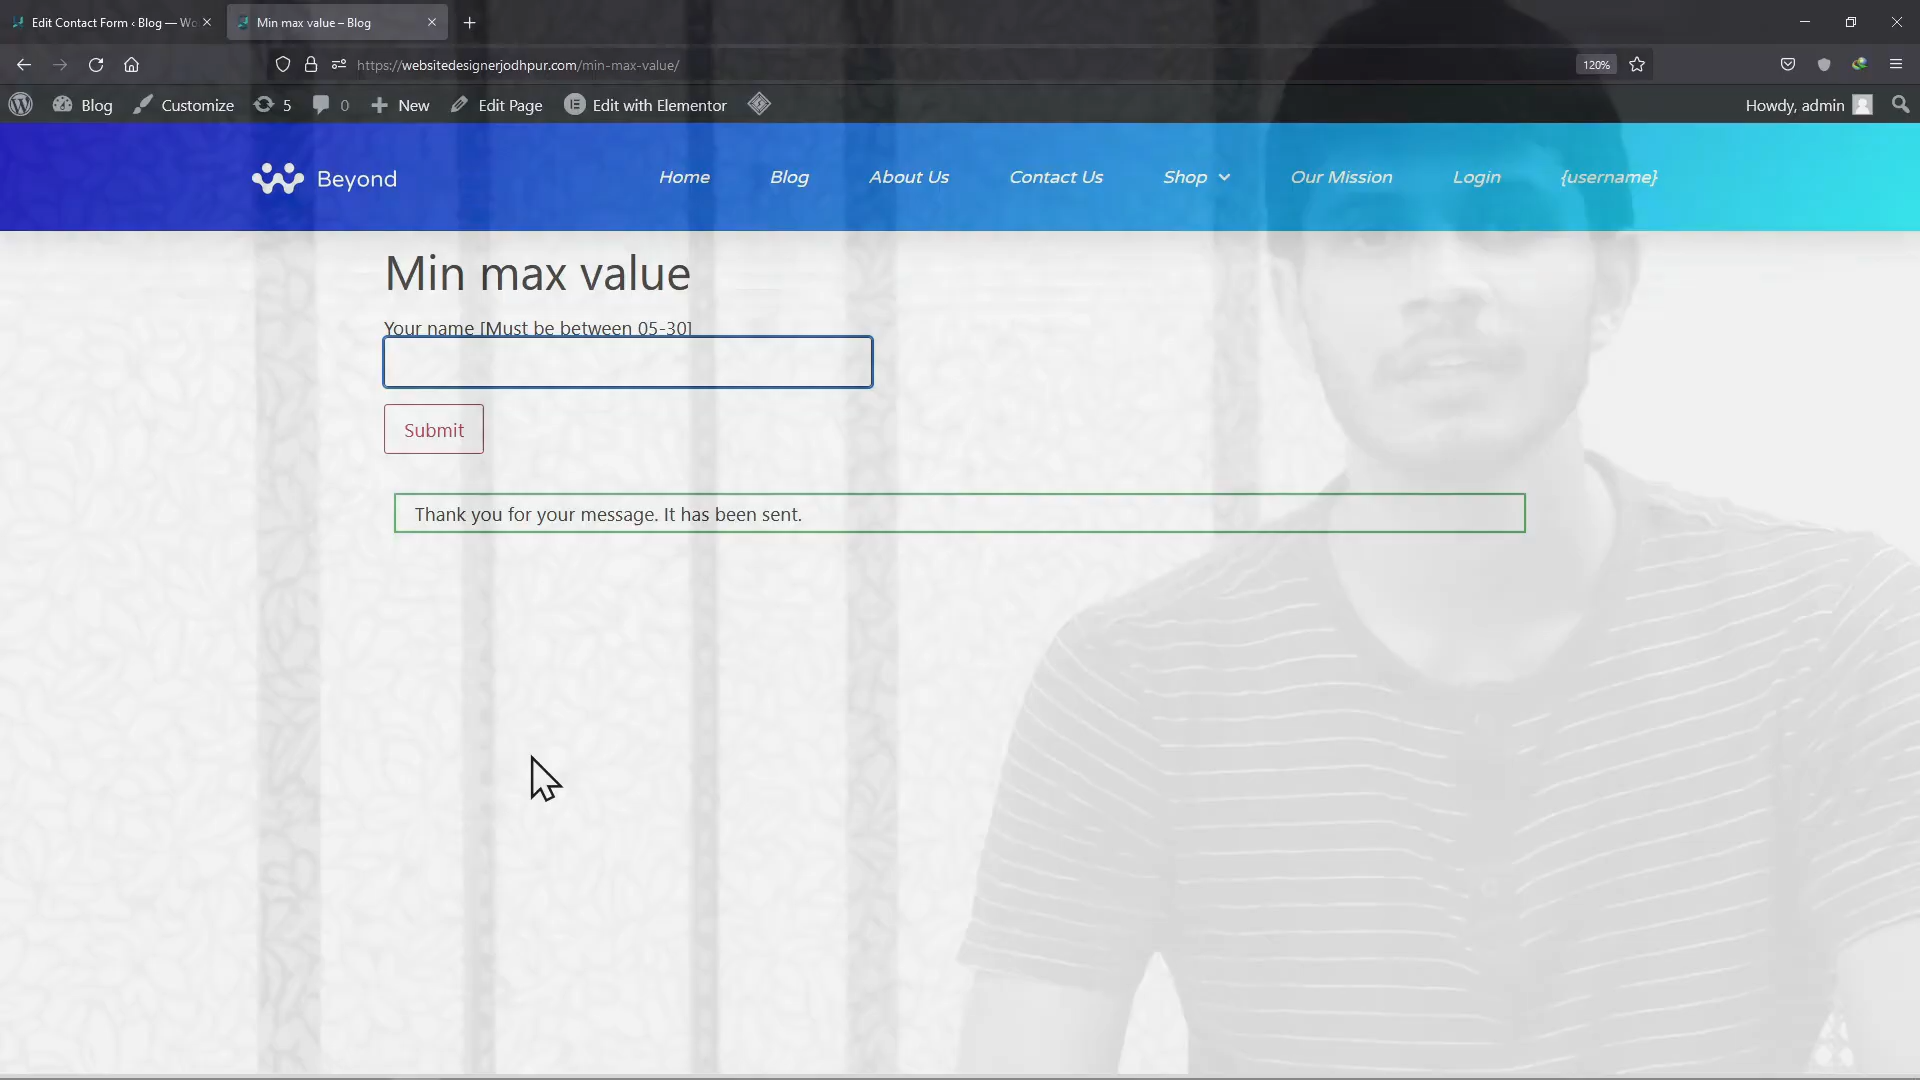 Edit Contact Form ‹ Blog — Wo
Min max value – Blog
https://websitedesignerjodhpur.com/min-max-value/
120%
Blog
Customize
5
0
New
Edit Page
Edit with Elementor
Howdy, admin
Beyond
Home
Blog
About Us
Contact Us
Shop
Our Mission
Login
{username}
Min max value
Your name [Must be between 05-30]
Submit
Thank you for your message. It has been sent.